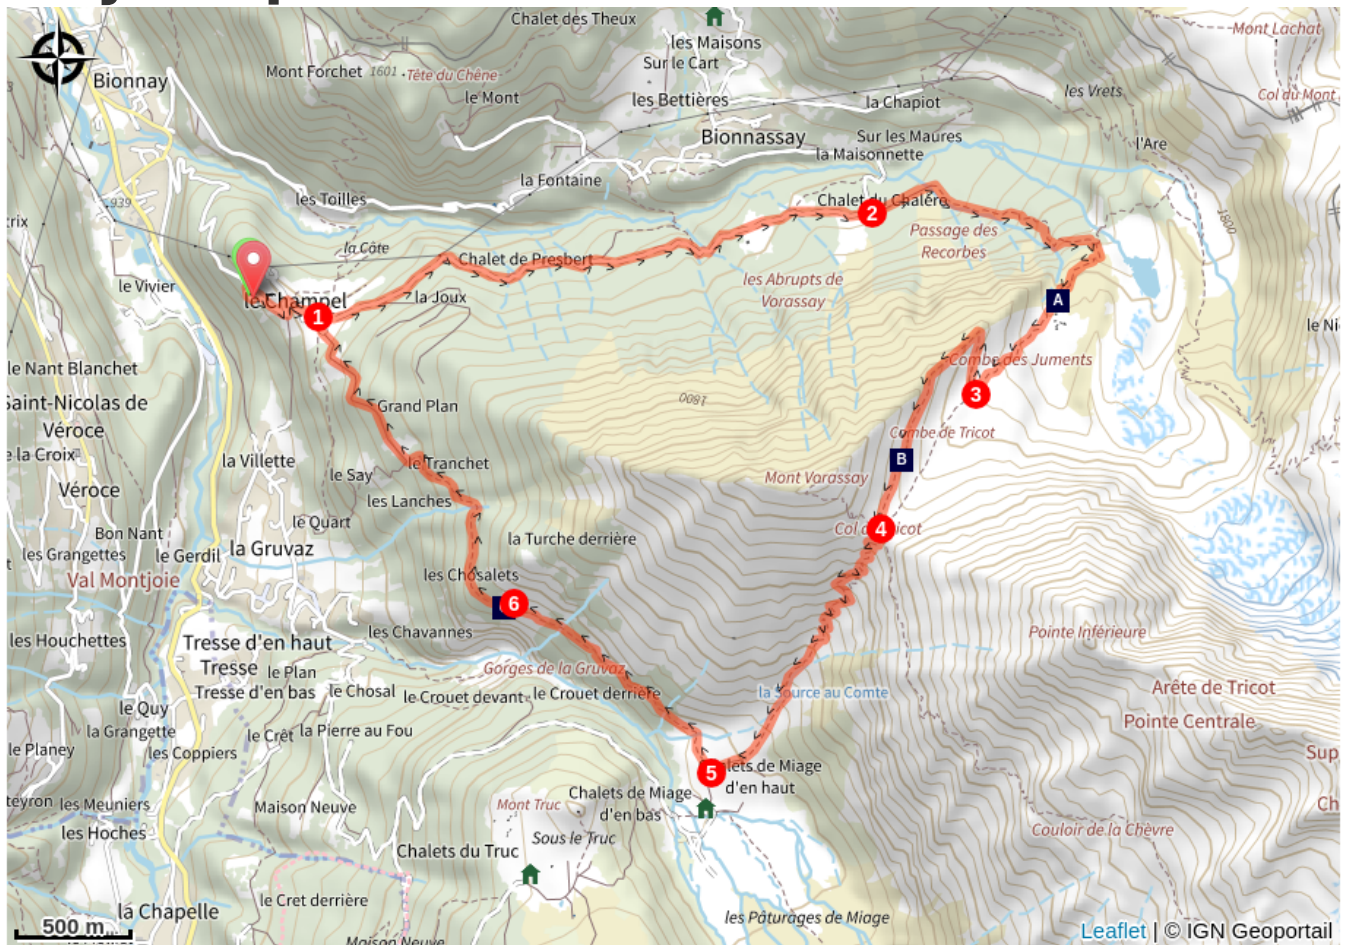 Chalet des Theux
les Maisons
Mont Lachat
Bionnay
Mont Forchet
1601
Tête du Chêne
Sur le Cart
les Vrets
Col du Mont
le Mont
les Bettières
la Chapiot
Bionnassay
Sur les Maures
l'Are
la Maisonnette
la Fontaine
939
les Toilles
Chalet du Chalère
2
1800
trix
la Côte
Passage des
Recorbes
Chalet de Presbert
le Vivier
les Abrupts de
Vorassay
le Champel
la Joux
A
1
le Ni
le Nant Blanchet
Combe des Juments
3
Saint-Nicolas de
Véroce
Grand Plan
1800
Combe de Tricot
e la Croix
la Villette
le Say
le Tranchet
B
Mont Vorassay
Véroce
les Lanches
le Quart
4
Bon Nant
la Turche derrière
les Grangettes
le Gerdil
la Gruvaz
Val Montjoie
les Chosalets
6
les Houchettes
Tresse d'en haut
les Chavannes
Pointe Inférieure
Tresse
le Plan
Gorges de la Gruvaz
Tresse d'en bas
le Chosal
le Crouet devant
le Crouet derrière
la Source au Comte
Arête de Tricot
le Quy
la Grangette
le Crêt
la Pierre au Fou
Pointe Centrale
le Planey
les Coppiers
Sup
5
lets de Miage
d'en haut
teyron
les Meuniers
Maison Neuve
Mont Truc
Chalets de Miage
d'en bas
Ch
les Hoches
Sous le Truc
Couloir de la Chèvre
Chalets du Truc
le Cret derrière
la Chapelle
les Pâturages de Miage
500 m
Maison Neuve
Leaflet | © IGN Geoportail